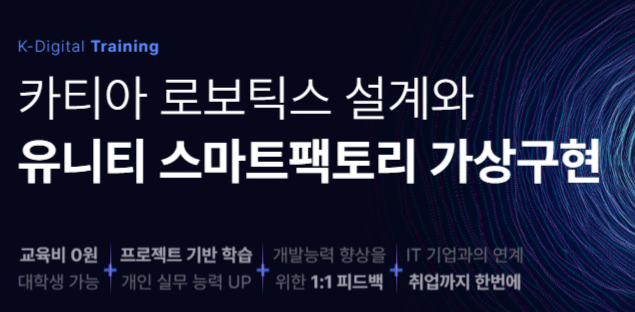 K-Digital Training
카티아 로보틱스 설계와
유니티 스마트팩토리 가상구현
교육비 0원
대학생 가능
+
프로젝트 기반 학습
개인 실무 능력 UP
+
개발능력 향상을
위한 1:1 피드백
+
IT 기업과의 연계
취업까지 한번에